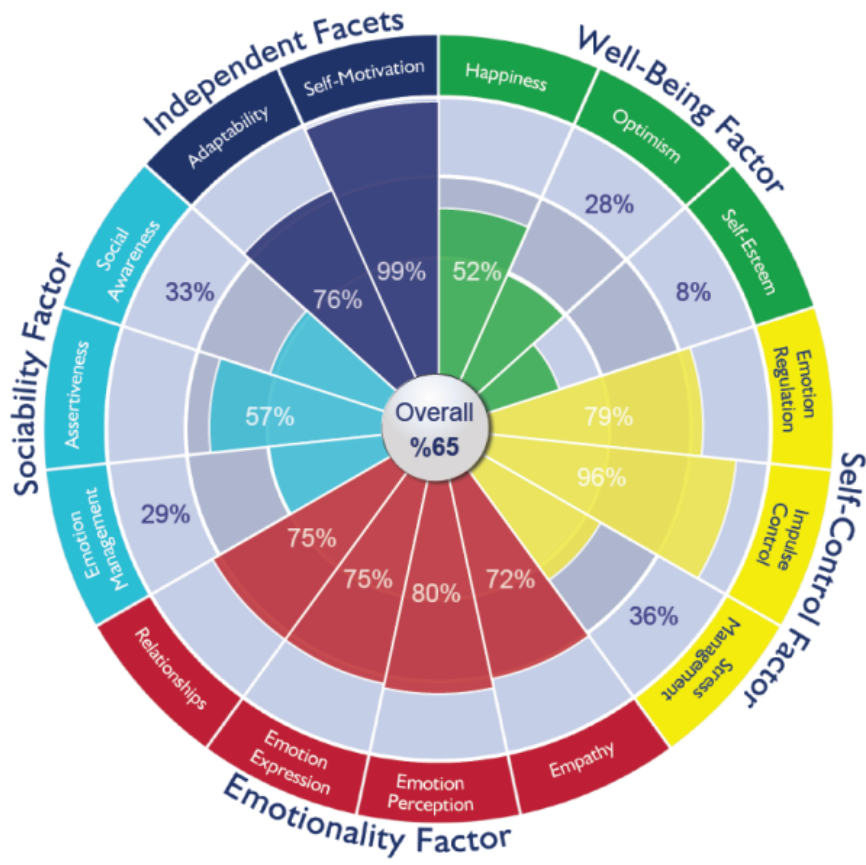 Independent Facets
Self-Motivation
99%
Adaptability
76%
Well-Being Factor
Happiness
52%
Optimism
28%
Self-Esteem
8%
Self-Control Factor
Emotion
Regulation
79%
Impulse
Control
96%
Stress
Management
36%
Emotionality Factor
Empathy
72%
Emotion
Perception
80%
Emotion
Expression
75%
Relationships
75%
Sociability Factor
Emotion
Management
29%
Assertiveness
57%
Social
Awareness
33%
Overall
%65